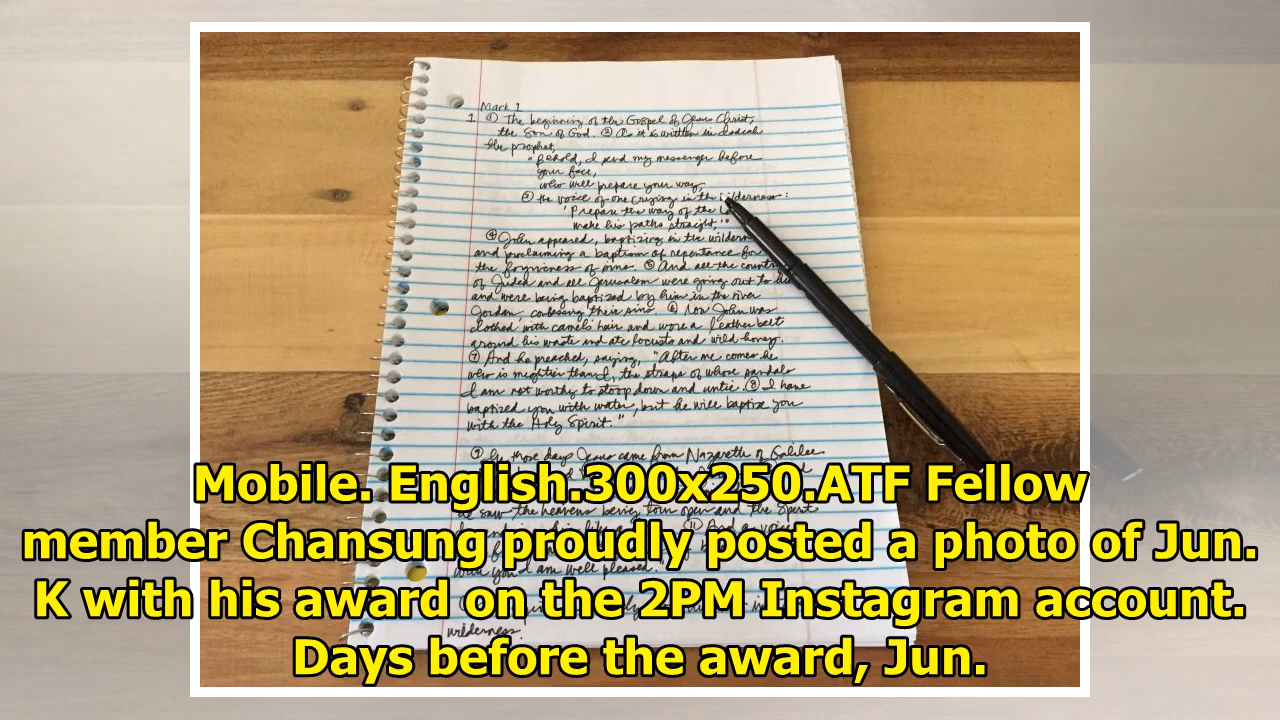 Mark 1
1 ① The beginning of the Gospel of Jesus Christ,
the Son of God. ② As it is written in Isaiah
the prophet,
"Behold, I send my messenger before
your face,
who will prepare your way,
③ the voice of one crying in the wilderness:
'Prepare the way of the
make his paths straight,'"
④ John appeared, baptizing in the
and proclaiming a baptism of repentance for
the forgiveness of sins. ⑤ And all the
of Judea and all Jerusalem were going out to
and were being baptized by him in the river
Jordan, confessing their sins. ⑥ Now John was
clothed with camel's hair and wore a leather belt
around his waste and ate locusts and wild honey.
⑦ And he preached, saying, "After me comes he
who is mightier than I, the straps of whose sandals
I am not worthy to stoop down and untie. ⑧ I have
baptized you with water, but he will baptize you
with the Holy Spirit."
⑨ In those days Jesus came from Nazareth of Galilee
Mobile. English.300x250.ATF Fellow
he saw the heavens being torn open and the Spirit
member Chansung proudly posted a photo of Jun.
with you I am well pleased."
K with his award on the 2PM Instagram account.
wilderness.
Days before the award, Jun.